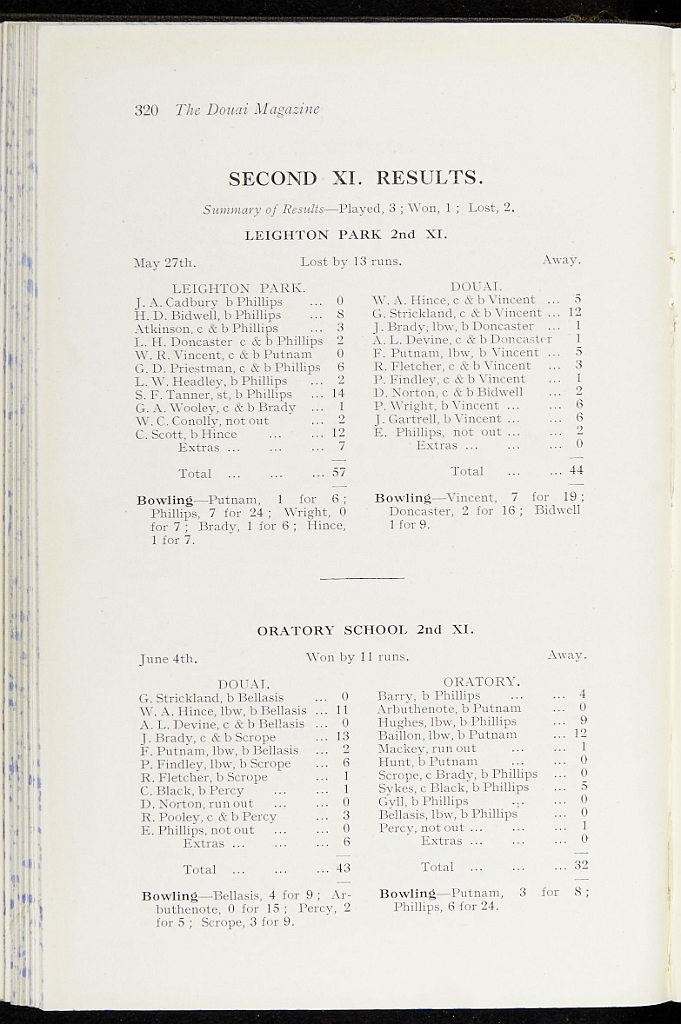 320 The Douai Magazine
SECOND XI. RESULTS.
Summary of Results—Played, 3 ; Won, 1 ; Lost, 2.
LEIGHTON PARK 2nd XI.
May 27th. Lost by 13 runs. Away.
LEIGHTON PARK.
J. A. Cadbury b Phillips ... 0
H. D. Bidwell, b Phillips ... 8
Atkinson, c & b Phillips ... 3
L. H. Doncaster c & b Phillips 2
W. R. Vincent, c & b Putnam 0
G. D. Priestman, c & b Phillips 6
L. W. Headley, b Phillips ... 2
S. F. Tanner, st, b Phillips ... 14
G. A. Wooley, c & b Brady ... 1
W. C. Conolly, not out ... 2
C. Scott, b Hince ... ... 12
Extras ... ... ... 7
Total ... ... ... 57
Bowling—Putnam, 1 for 6 ;
Phillips, 7 for 24 ; Wright, 0
for 7 ; Brady, 1 for 6 ; Hince,
1 for 7.
DOUAI.
W. A. Hince, c & b Vincent ... 5
G. Strickland, c & b Vincent ... 12
J. Brady, lbw, b Doncaster ... 1
A. L. Devine, c & b Doncaster 1
F. Putnam, lbw, b Vincent ... 5
R. Fletcher, c & b Vincent ... 3
P. Findley, c & b Vincent ... 1
D. Norton, c & b Bidwell ... 2
P. Wright, b Vincent ... ... 6
J. Gartrell, b Vincent ... ... 6
E. Phillips, not out ... ... 2
Extras ... ... ... 0
Total ... ... 44
Bowling—Vincent, 7 for 19 ;
Doncaster, 2 for 16 ; Bidwell
1 for 9.
ORATORY SCHOOL 2nd XI.
June 4th. Won by 11 runs. Away.
DOUAI.
G. Strickland, b Bellasis ... 0
W. A. Hince, lbw, b Bellasis ... 11
A. L. Devine, c & b Bellasis ... 0
J. Brady, c & b Scrope ... 13
F. Putnam, lbw, b Bellasis ... 2
P. Findley, lbw, b Scrope ... 6
R. Fletcher, b Scrope ... 1
C. Black, b Percy ... ... 1
D. Norton, run out ... ... 0
R. Pooley, c & b Percy ... 3
E. Phillips, not out ... ... 0
Extras ... ... ... 6
Total ... ... ... 43
Bowling—Bellasis, 4 for 9 ; Ar-
buthenote, 0 for 15 ; Percy, 2
for 5 ; Scrope, 3 for 9.
ORATORY.
Barry, b Phillips ... ... 4
Arbuthenote, b Putnam ... 0
Hughes, lbw, b Phillips ... 9
Baillon, lbw, b Putnam ... 12
Mackey, run out ... ... 1
Hunt, b Putnam ... ... 0
Scrope, c Brady, b Phillips ... 0
Sykes, c Black, b Phillips ... 5
Gyll, b Phillips ... ... 0
Bellasis, lbw, b Phillips ... 0
Percy, not out ... ... ... 1
Extras ... ... ... 0
Total ... ... ... 32
Bowling—Putnam, 3 for 8 ;
Phillips, 6 for 24.